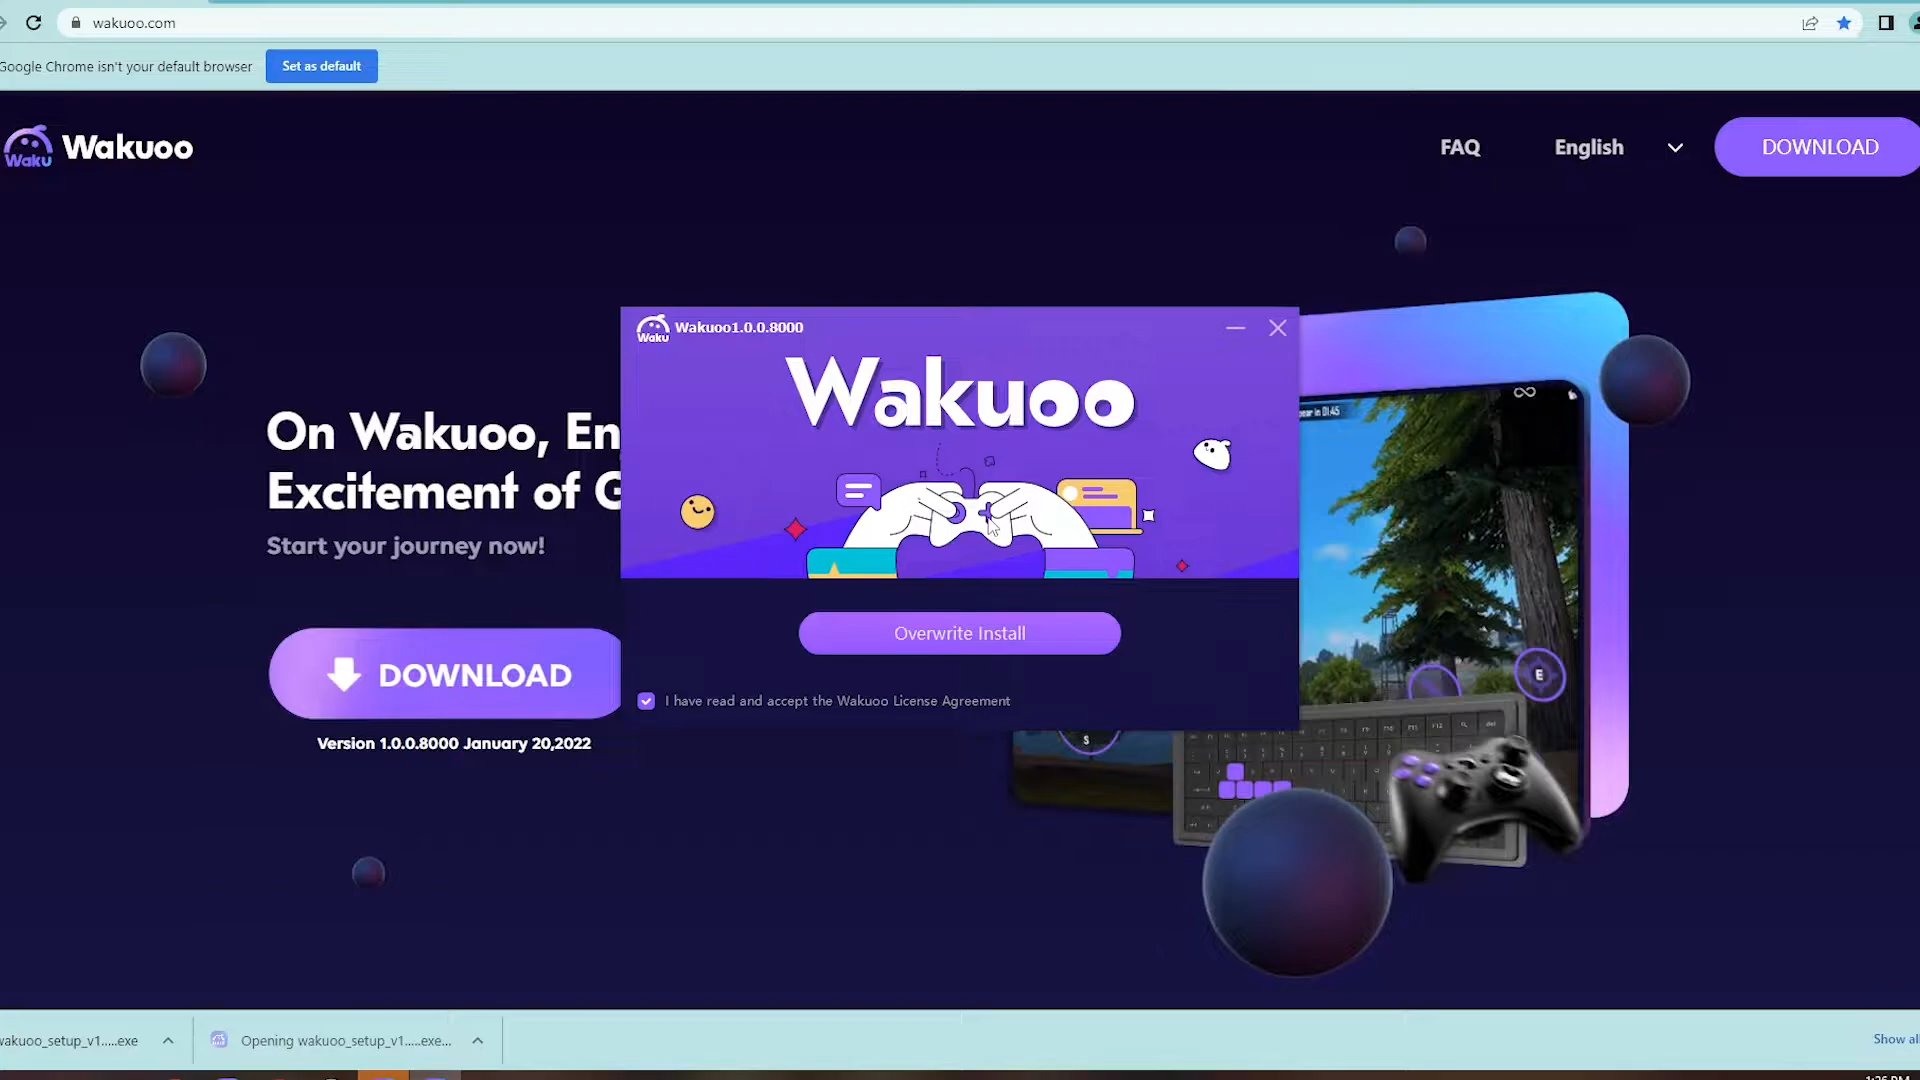 wakuoo.com
Google Chrome isn't your default browser
Set as default
Waku
Wakuoo
FAQ
English
DOWNLOAD
Waku
Wakuoo1.0.0.8000
Wakuoo
On Wakuoo, En
Excitement of G
Start your journey now!
DOWNLOAD
Version 1.0.0.8000 January 20,2022
Overwrite Install
I have read and accept the Wakuoo License Agreement
E
S
wakuoo_setup_v1.....exe
Opening wakuoo_setup_v1.....exe...
Show all